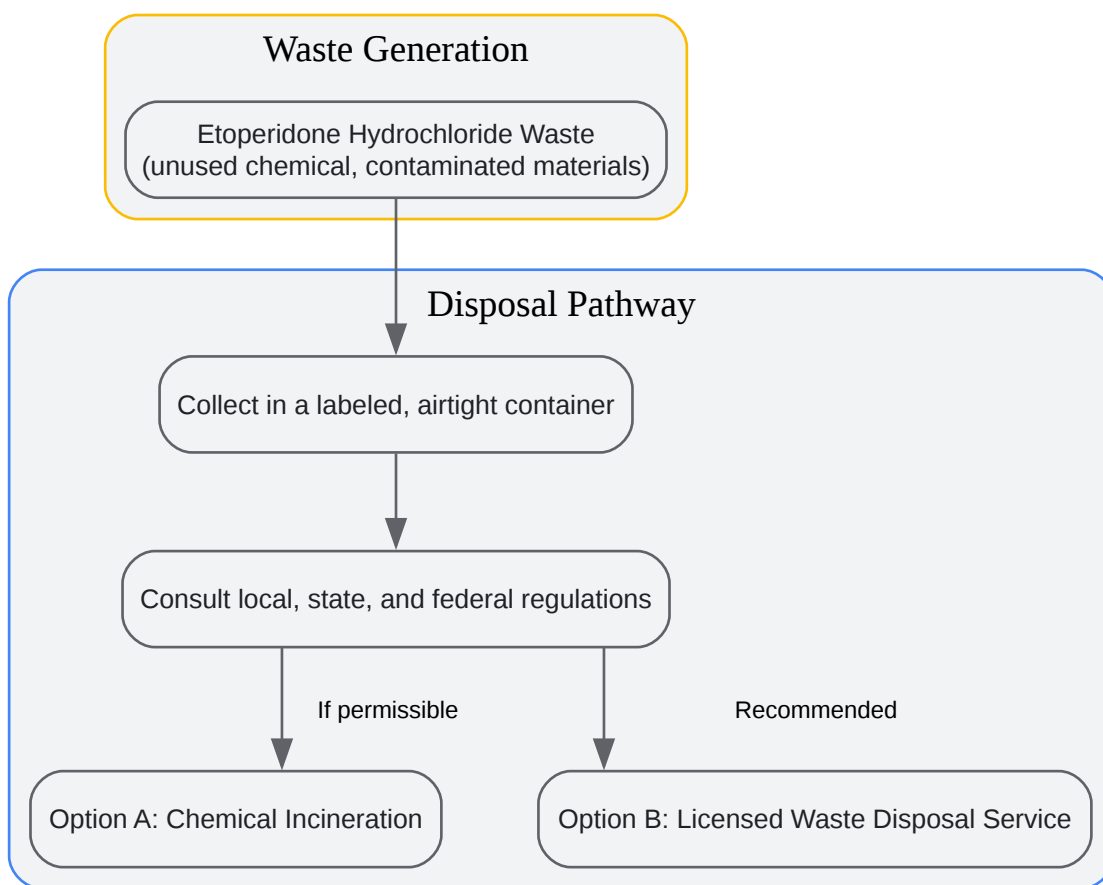 Waste Generation
Etoperidone Hydrochloride Waste
(unused chemical, contaminated materials)
Disposal Pathway
Collect in a labeled, airtight container
Consult local, state, and federal regulations
If permissible
Recommended
Option A: Chemical Incineration
Option B: Licensed Waste Disposal Service